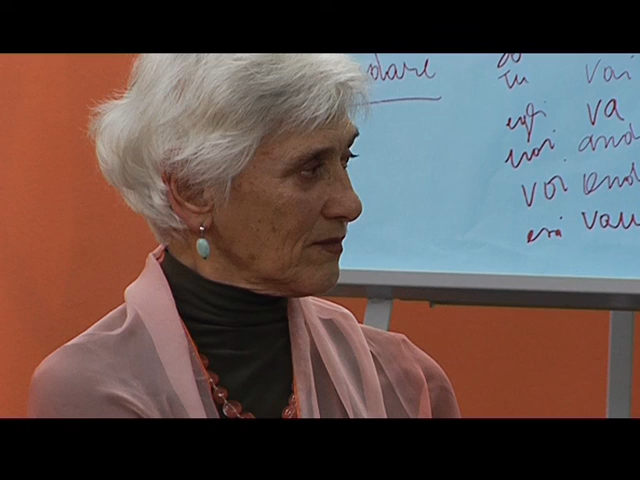 dare
Tu vai
egli va
noi and
voi and
essi van